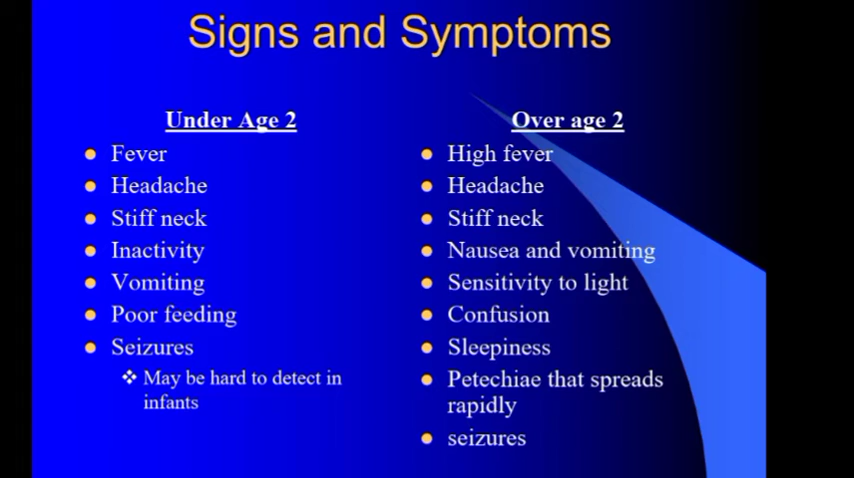 Signs and Symptoms
Under Age 2
Fever
Headache
Stiff neck
Inactivity
Vomiting
Poor feeding
Seizures
May be hard to detect in
infants
Over age 2
High fever
Headache
Stiff neck
Nausea and vomiting
Sensitivity to light
Confusion
Sleepiness
Petechiae that spreads
rapidly
seizures